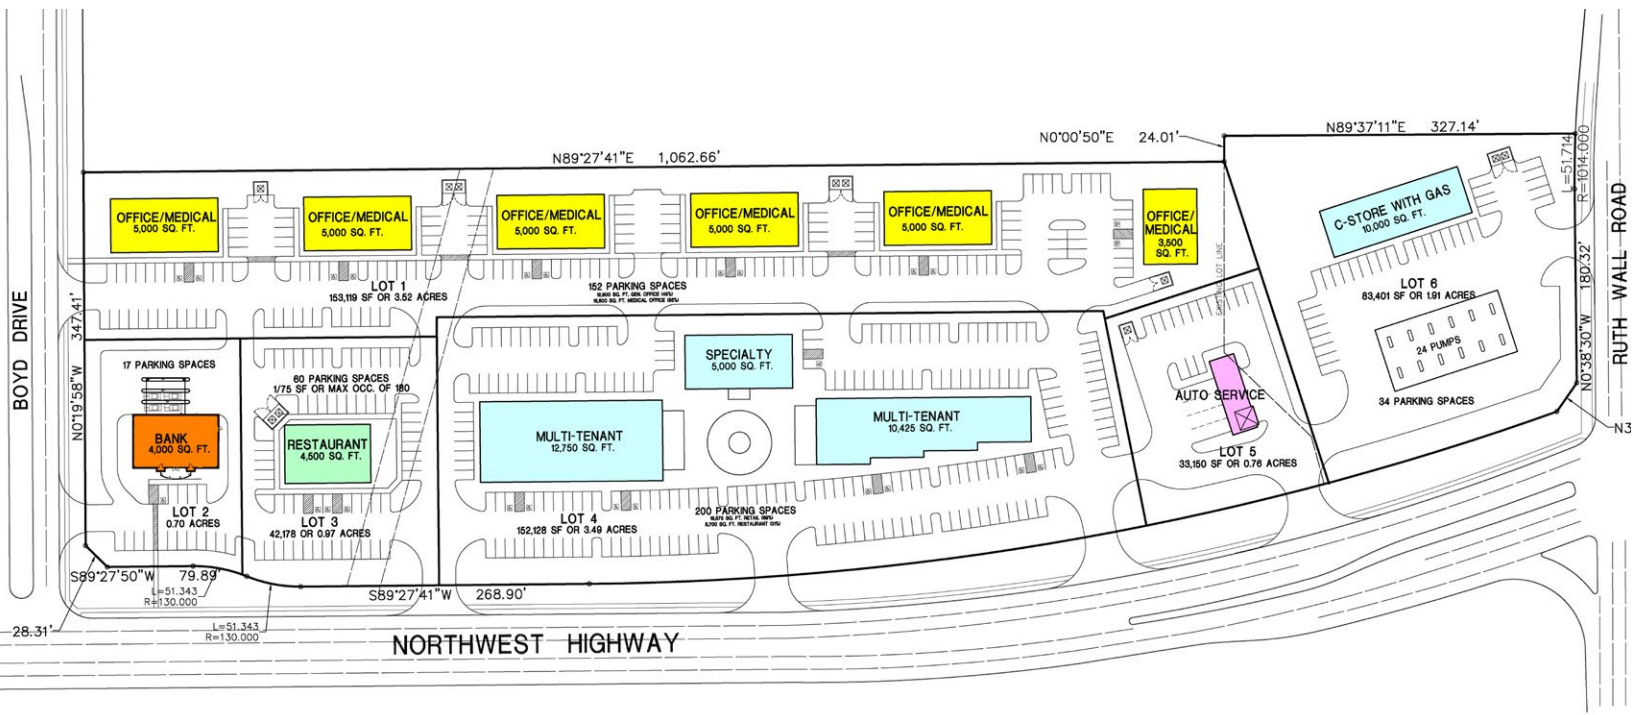 N89°37'11"E 327.14'
N0°00'50"E 24.01'
N89°27'41"E 1,062.66'
L=51.714
R=1014.000
OFFICE/MEDICAL
5,000 SQ. FT.
OFFICE/MEDICAL
5,000 SQ. FT.
OFFICE/MEDICAL
5,000 SQ. FT.
OFFICE/MEDICAL
5,000 SQ. FT.
OFFICE/MEDICAL
5,000 SQ. FT.
OFFICE/
MEDICAL
3,500
SQ. FT.
C-STORE WITH GAS
10,000 SQ. FT.
RUTH WALL ROAD
BOYD DRIVE
N0°19'58"W 347.41'
LOT 1
153,119 SF OR 3.52 ACRES
152 PARKING SPACES
EXISTING LOT LINE
LOT 6
83,401 SF OR 1.91 ACRES
24 PUMPS
34 PARKING SPACES
N0°38'30"W 180.32'
N3
17 PARKING SPACES
BANK
4,000 SQ. FT.
LOT 2
0.70 ACRES
60 PARKING SPACES
1/75 SF OR MAX OCC. OF 180
RESTAURANT
4,500 SQ. FT.
LOT 3
42,178 OR 0.97 ACRES
SPECIALTY
5,000 SQ. FT.
MULTI-TENANT
12,750 SQ. FT.
MULTI-TENANT
10,425 SQ. FT.
LOT 4
152,128 SF OR 3.49 ACRES
200 PARKING SPACES
AUTO SERVICE
LOT 5
33,150 SF OR 0.76 ACRES
S89°27'50"W 79.89'
L=51.343
R=130.000
28.31'
L=51.343
R=130.000
S89°27'41"W 268.90'
NORTHWEST HIGHWAY